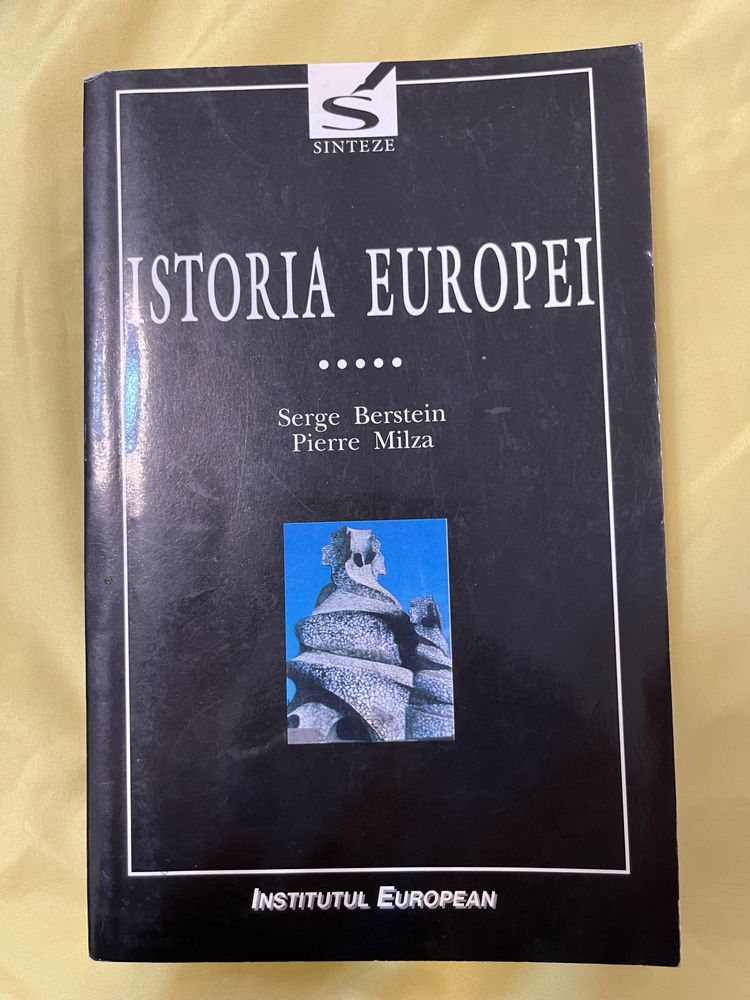 SINTEZE
ISTORIA EUROPEI
•••••
Serge Berstein
Pierre Milza
INSTITUTUL EUROPEAN